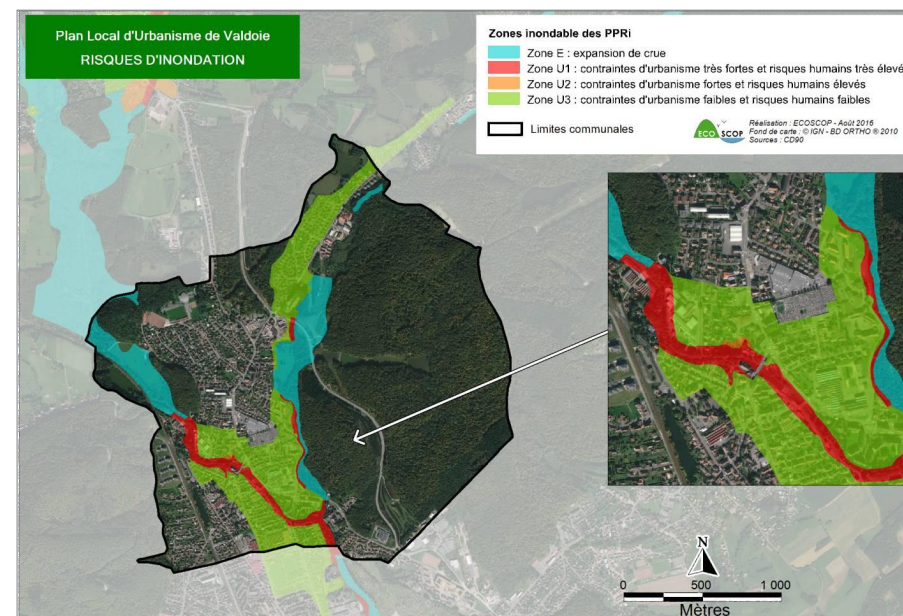 Plan Local d'Urbanisme de Valdoie
RISQUES D'INONDATION
Zones inondable des PPRi
Zone E : expansion de crue
Zone U1 : contraintes d'urbanisme très fortes et risques humains très élevé
Zone U2 : contraintes d'urbanisme fortes et risques humains élevés
Zone U3 : contraintes d'urbanisme faibles et risques humains faibles
Limites communales
ECO SCOP
Réalisation : ECOSCOP - Août 2016
Fond de carte : © IGN - BD ORTHO ® 2010
Sources : CD90
N
0 500 1 000
Mètres